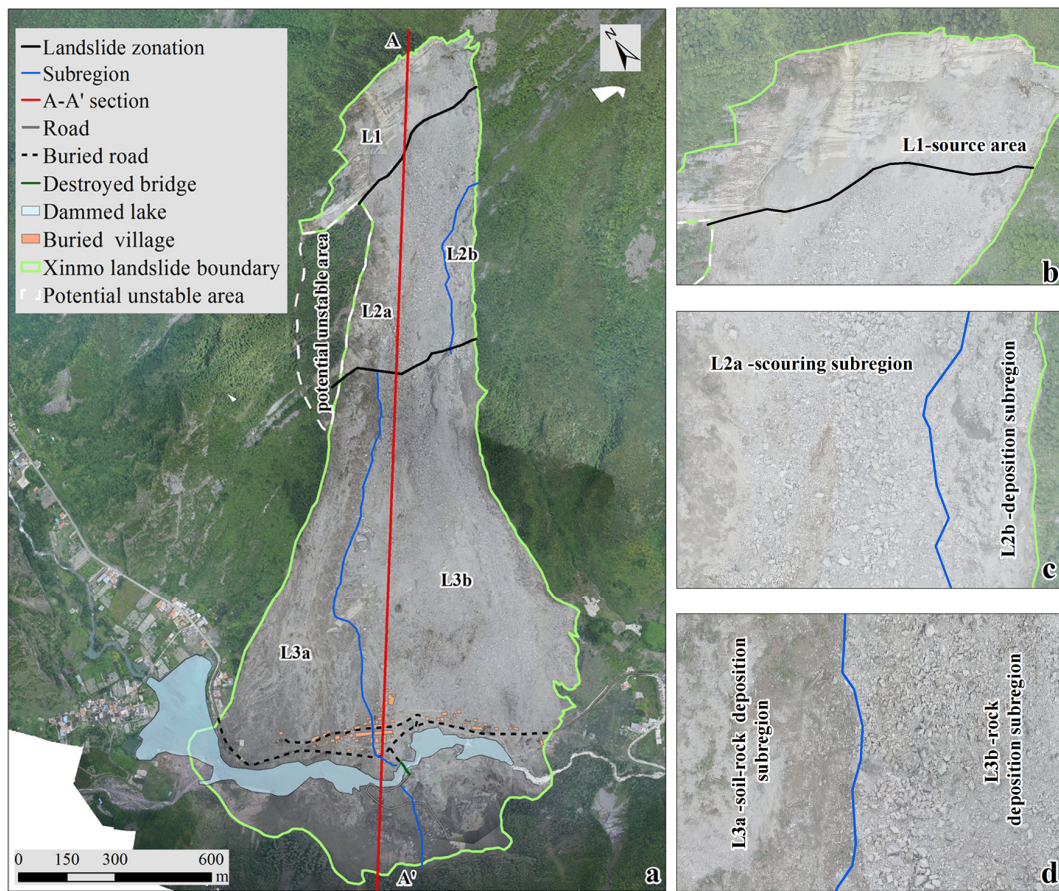 Landslide zonation
Subregion
A-A' section
Road
Buried road
Destroyed bridge
Dammed lake
Buried village
Xinmo landslide boundary
Potential unstable area
A
N
L1
L2b
L2a
potential unstable area
L3b
L3a
0 150 300 600
m
A'
a
L1-source area
b
L2a -scouring subregion
L2b -deposition subregion
c
L3a -soil-rock deposition
subregion
L3b -rock
deposition subregion
d